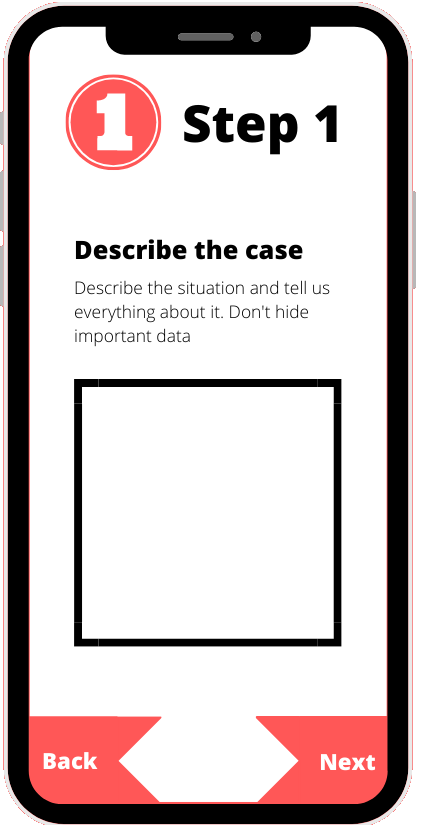 1
Step 1
Describe the case
Describe the situation and tell us
everything about it. Don't hide
important data
Back
Next